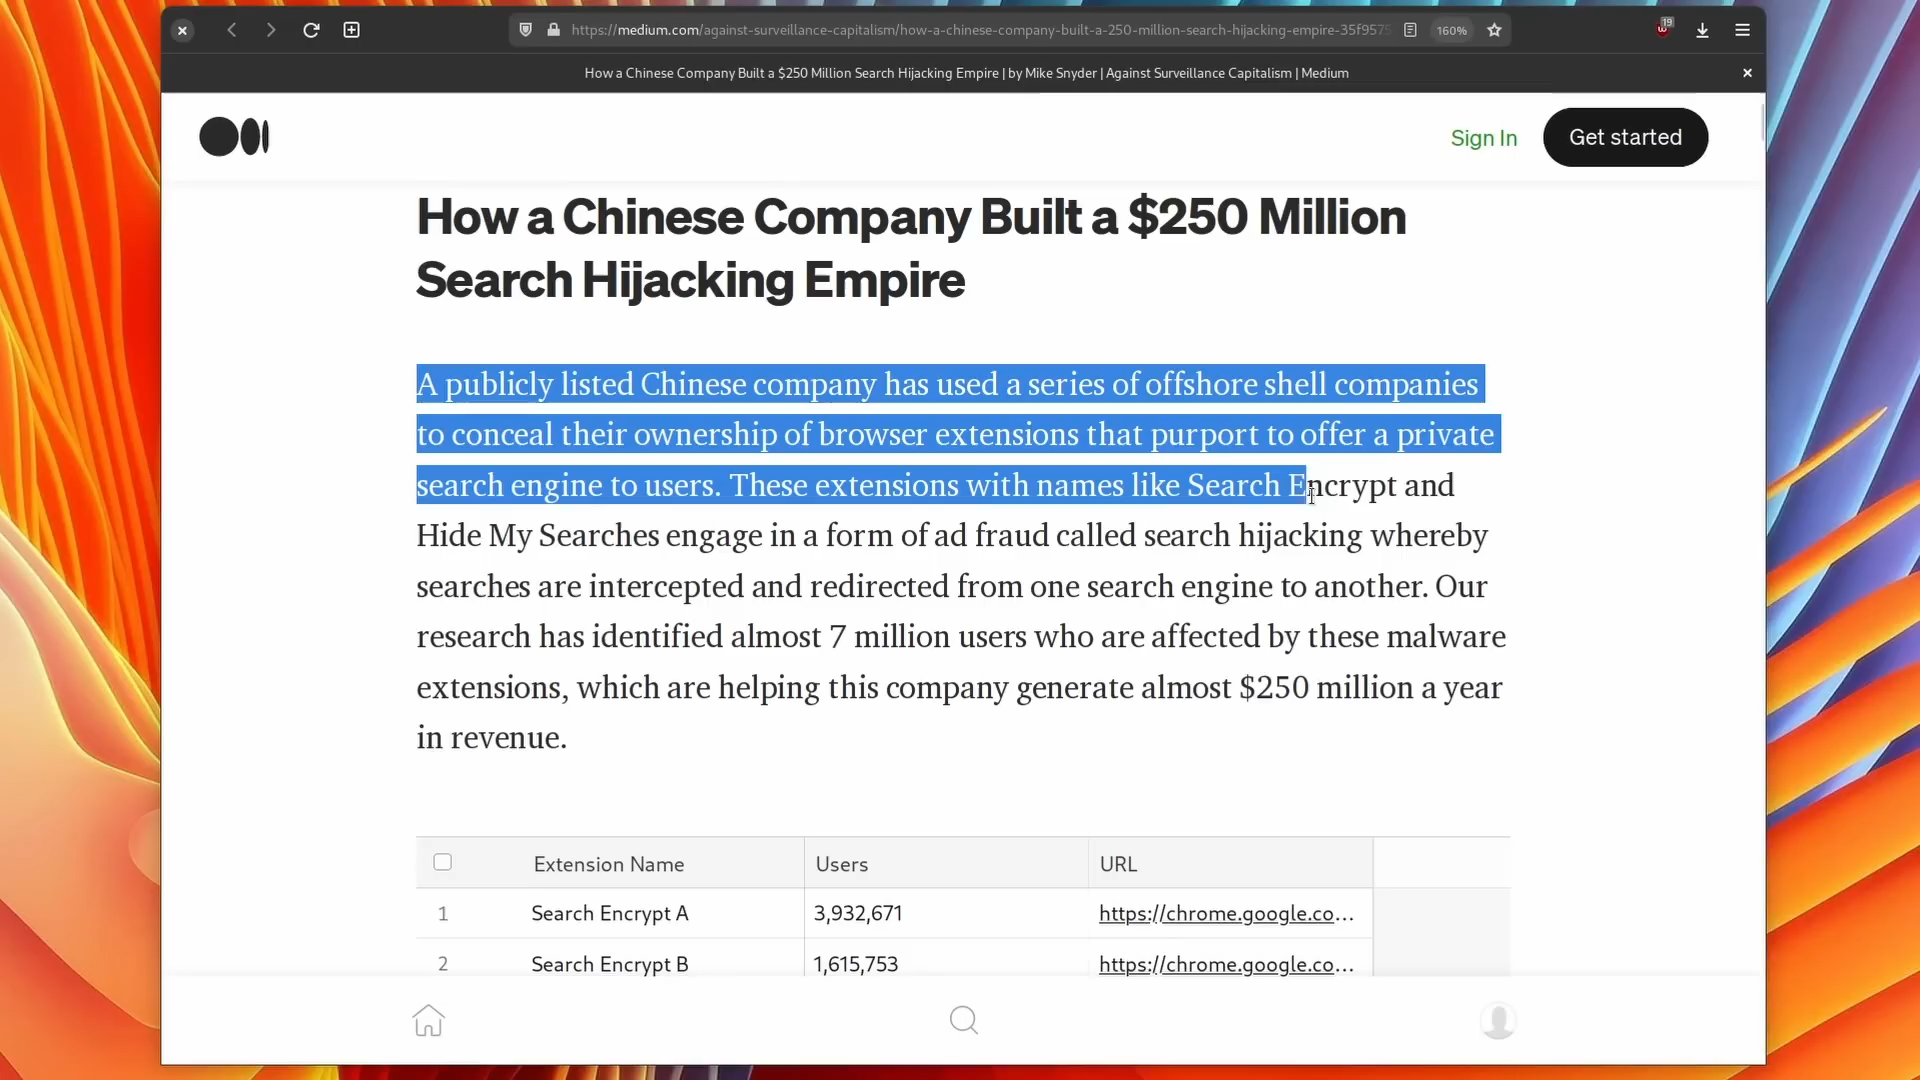 https://medium.com/against-surveillance-capitalism/how-a-chinese-company-built-a-250-million-search-hijacking-empire-35f9575
160%
19
How a Chinese Company Built a $250 Million Search Hijacking Empire | by Mike Snyder | Against Surveillance Capitalism | Medium
Sign In
Get started
How a Chinese Company Built a $250 Million
Search Hijacking Empire
A publicly listed Chinese company has used a series of offshore shell companies
to conceal their ownership of browser extensions that purport to offer a private
search engine to users. These extensions with names like Search Encrypt and
Hide My Searches engage in a form of ad fraud called search hijacking whereby
searches are intercepted and redirected from one search engine to another. Our
research has identified almost 7 million users who are affected by these malware
extensions, which are helping this company generate almost $250 million a year
in revenue.
Extension Name Users URL
1 Search Encrypt A 3,932,671 https://chrome.google.co...
2 Search Encrypt B 1,615,753 https://chrome.google.co...